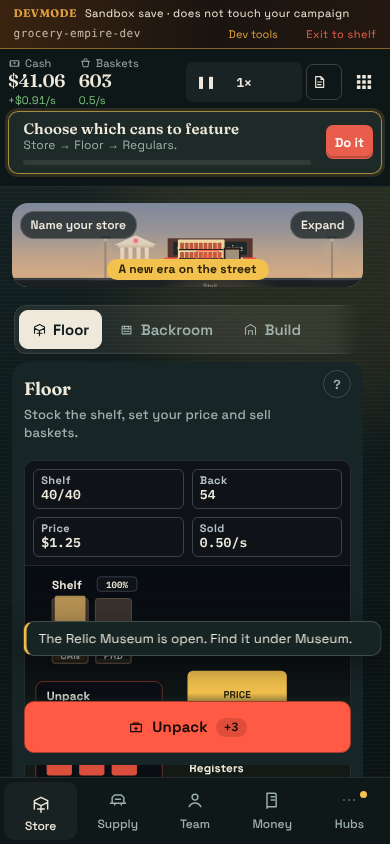 DEVMODE Sandbox save · does not touch your campaign
grocery-empire-dev Dev tools Exit to shelf
Cash Baskets
$41.06 603 1×
+$0.91/s 0.5/s
Choose which cans to feature
Store → Floor → Regulars.
Do it
Name your store Expand
A new era on the street
Stall
Floor Backroom Build
Floor ?
Stock the shelf, set your price and sell
baskets.
Shelf Back
40/40 54
Price Sold
$1.25 0.50/s
Shelf 100%
The Relic Museum is open. Find it under Museum.
CAN PRD
Unpack PRICE
Unpack +3
Registers
Store Supply Team Money Hubs